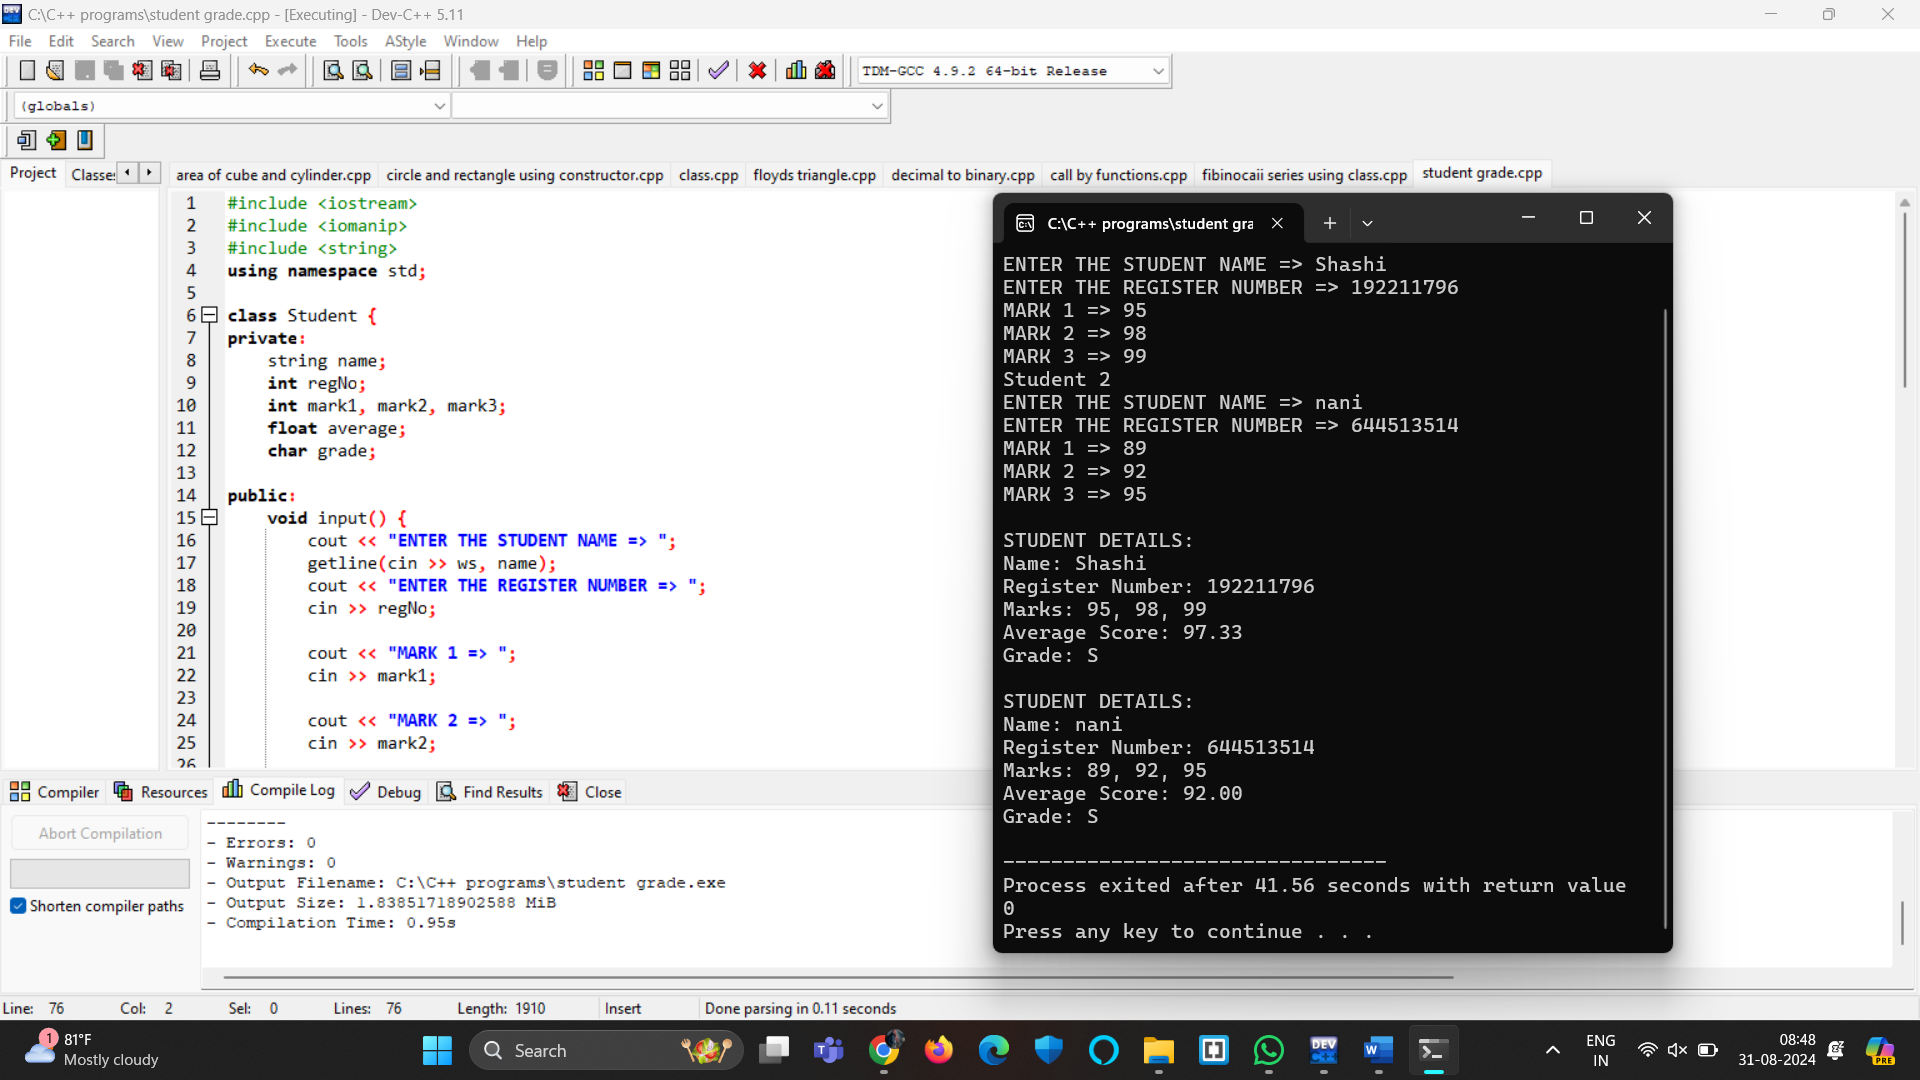 C:\C++ programs\student grade.cpp - [Executing] - Dev-C++ 5.11
File Edit Search View Project Execute Tools AStyle Window Help
TDM-GCC 4.9.2 64-bit Release
(globals)
Project Classes
area of cube and cylinder.cpp circle and rectangle using constructor.cpp class.cpp floyds triangle.cpp decimal to binary.cpp call by functions.cpp fibinocaii series using class.cpp student grade.cpp
1 #include <iostream>
2 #include <iomanip>
3 #include <string>
4 using namespace std;
5
6 class Student {
7 private:
8 string name;
9 int regNo;
10 int mark1, mark2, mark3;
11 float average;
12 char grade;
13
14 public:
15 void input() {
16 cout << "ENTER THE STUDENT NAME => ";
17 getline(cin >> ws, name);
18 cout << "ENTER THE REGISTER NUMBER => ";
19 cin >> regNo;
20
21 cout << "MARK 1 => ";
22 cin >> mark1;
23
24 cout << "MARK 2 => ";
25 cin >> mark2;
26
C:\C++ programs\student gra
ENTER THE STUDENT NAME => Shashi
ENTER THE REGISTER NUMBER => 192211796
MARK 1 => 95
MARK 2 => 98
MARK 3 => 99
Student 2
ENTER THE STUDENT NAME => nani
ENTER THE REGISTER NUMBER => 644513514
MARK 1 => 89
MARK 2 => 92
MARK 3 => 95
STUDENT DETAILS:
Name: Shashi
Register Number: 192211796
Marks: 95, 98, 99
Average Score: 97.33
Grade: S
STUDENT DETAILS:
Name: nani
Register Number: 644513514
Marks: 89, 92, 95
Average Score: 92.00
Grade: S
--------------------------------
Process exited after 41.56 seconds with return value
0
Press any key to continue . . .
Compiler Resources Compile Log Debug Find Results Close
Abort Compilation
Shorten compiler paths
--------
- Errors: 0
- Warnings: 0
- Output Filename: C:\C++ programs\student grade.exe
- Output Size: 1.83851718902588 MiB
- Compilation Time: 0.95s
Line: 76 Col: 2 Sel: 0 Lines: 76 Length: 1910 Insert Done parsing in 0.11 seconds
1
81°F
Mostly cloudy
Search
DEV
PRE
ENG
IN
08:48
31-08-2024